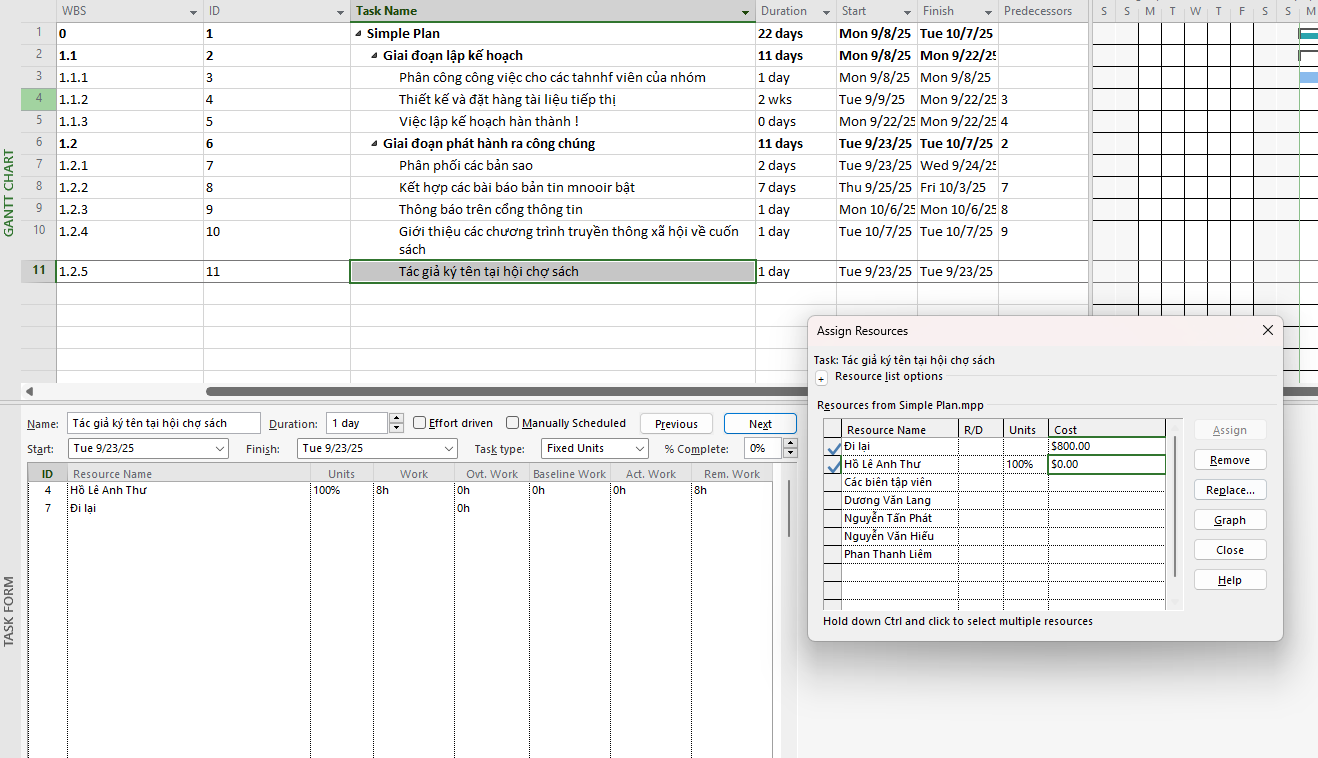 WBS ID Task Name Duration Start Finish Predecessors S S M T W T F S S M
1 0 1 Simple Plan 22 days Mon 9/8/25 Tue 10/7/25
2 1.1 2 Giai đoạn lập kế hoạch 11 days Mon 9/8/25 Mon 9/22/25
3 1.1.1 3 Phân công công việc cho các tahnhf viên của nhóm 1 day Mon 9/8/25 Mon 9/8/25
4 1.1.2 4 Thiết kế và đặt hàng tài liệu tiếp thị 2 wks Tue 9/9/25 Mon 9/22/25 3
5 1.1.3 5 Việc lập kế hoạch hàn thành ! 0 days Mon 9/22/25 Mon 9/22/25 4
6 1.2 6 Giai đoạn phát hành ra công chúng 11 days Tue 9/23/25 Tue 10/7/25 2
7 1.2.1 7 Phân phối các bản sao 2 days Tue 9/23/25 Wed 9/24/25
8 1.2.2 8 Kết hợp các bài báo bản tin mnooir bật 7 days Thu 9/25/25 Fri 10/3/25 7
9 1.2.3 9 Thông báo trên cổng thông tin 1 day Mon 10/6/25 Mon 10/6/25 8
10 1.2.4 10 Giới thiệu các chương trình truyền thông xã hội về cuốn 1 day Tue 10/7/25 Tue 10/7/25 9
sách
11 1.2.5 11 Tác giả ký tên tại hội chợ sách 1 day Tue 9/23/25 Tue 9/23/25
GANTT CHART
Assign Resources
Task: Tác giả ký tên tại hội chợ sách
+ Resource list options
Resources from Simple Plan.mpp
Resource Name R/D Units Cost
Đi lại $800.00
Hồ Lê Anh Thư 100% $0.00
Các biên tập viên
Dương Văn Lang
Nguyễn Tấn Phát
Nguyễn Văn Hiếu
Phan Thanh Liêm
Assign
Remove
Replace...
Graph
Close
Help
Hold down Ctrl and click to select multiple resources
Name: Tác giả ký tên tại hội chợ sách Duration: 1 day Effort driven Manually Scheduled Previous Next
Start: Tue 9/23/25 Finish: Tue 9/23/25 Task type: Fixed Units % Complete: 0%
ID Resource Name Units Work Ovt. Work Baseline Work Act. Work Rem. Work
4 Hồ Lê Anh Thư 100% 8h 0h 0h 0h 8h
7 Đi lại 0h
TASK FORM